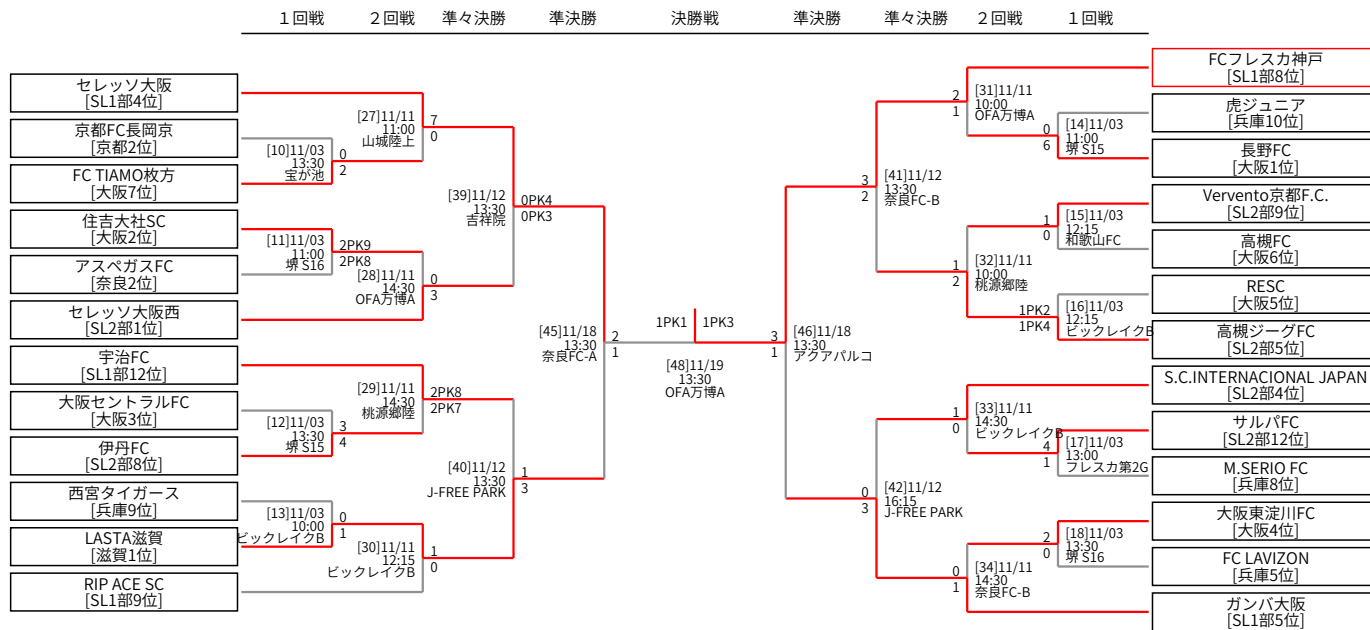 １回戦 ２回戦 準々決勝 準決勝 決勝戦 準決勝 準々決勝 ２回戦 １回戦
セレッソ大阪
[SL1部4位]
京都FC長岡京
[京都2位]
FC TIAMO枚方
[大阪7位]
住吉大社SC
[大阪2位]
アスペガスFC
[奈良2位]
セレッソ大阪西
[SL2部1位]
宇治FC
[SL1部12位]
大阪セントラルFC
[大阪3位]
伊丹FC
[SL2部8位]
西宮タイガース
[兵庫9位]
LASTA滋賀
[滋賀1位]
RIP ACE SC
[SL1部9位]
[10]11/03
13:30
宝が池
0
2
[11]11/03
11:00
堺 S16
2PK9
2PK8
[12]11/03
13:30
堺 S15
3
4
[13]11/03
10:00
ビックレイクB
0
1
[27]11/11
11:00
山城陸上
7
0
[28]11/11
14:30
OFA万博A
0
3
[29]11/11
14:30
桃源郷陸
2PK8
2PK7
[30]11/11
12:15
ビックレイクB
1
0
[39]11/12
13:30
吉祥院
0PK4
0PK3
[40]11/12
13:30
J-FREE PARK
1
3
[45]11/18
13:30
奈良FC-A
2
1
1PK1 1PK3
[48]11/19
13:30
OFA万博A
3
1
[46]11/18
13:30
アクアパルコ
3
2
[41]11/12
13:30
奈良FC-B
0
3
[42]11/12
16:15
J-FREE PARK
2
1
[31]11/11
10:00
OFA万博A
1
2
[32]11/11
10:00
桃源郷陸
1
0
[33]11/11
14:30
ビックレイクB
0
1
[34]11/11
14:30
奈良FC-B
0
6
[14]11/03
11:00
堺 S15
1
0
[15]11/03
12:15
和歌山FC
1PK2
1PK4
[16]11/03
12:15
ビックレイクB
4
1
[17]11/03
13:00
フレスカ第2G
2
0
[18]11/03
13:30
堺 S16
FCフレスカ神戸
[SL1部8位]
虎ジュニア
[兵庫10位]
長野FC
[大阪1位]
Vervento京都F.C.
[SL2部9位]
高槻FC
[大阪6位]
RESC
[大阪5位]
高槻ジーグFC
[SL2部5位]
S.C.INTERNACIONAL JAPAN
[SL2部4位]
サルパFC
[SL2部12位]
M.SERIO FC
[兵庫8位]
大阪東淀川FC
[大阪4位]
FC LAVIZON
[兵庫5位]
ガンバ大阪
[SL1部5位]